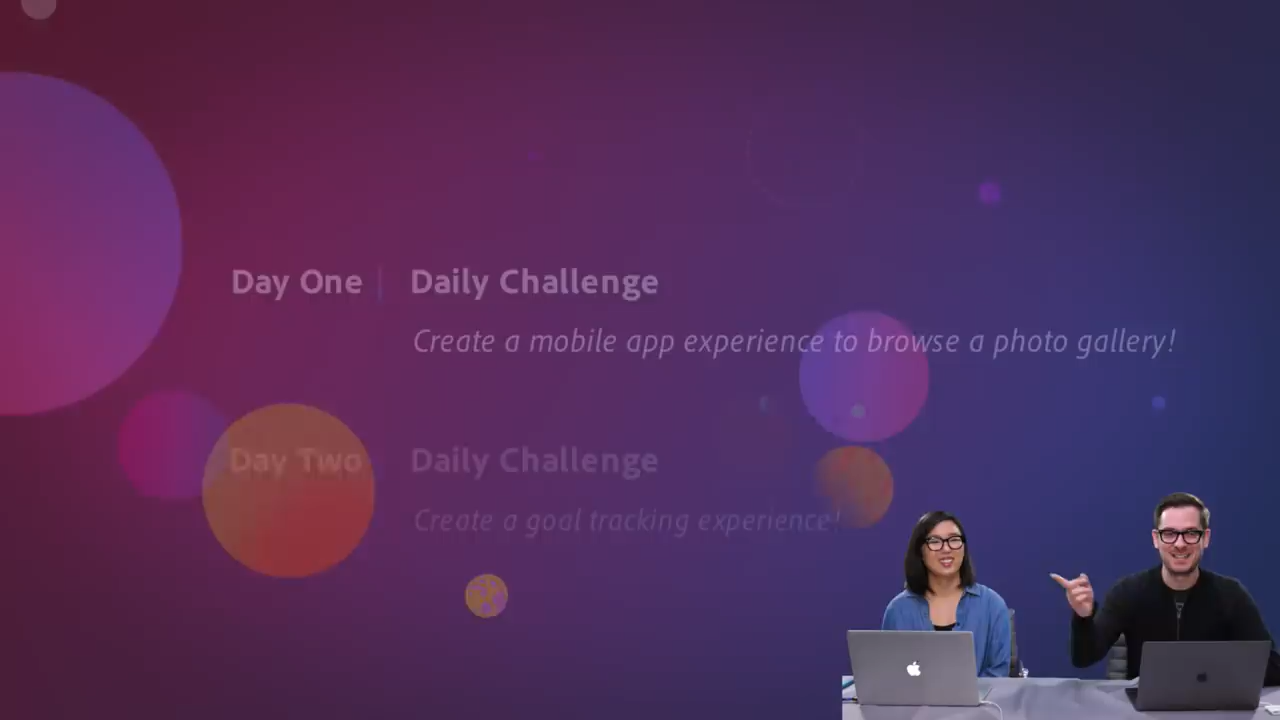 Day One | Daily Challenge
Create a mobile app experience to browse a photo gallery!
Day Two Daily Challenge
Create a goal tracking experience!